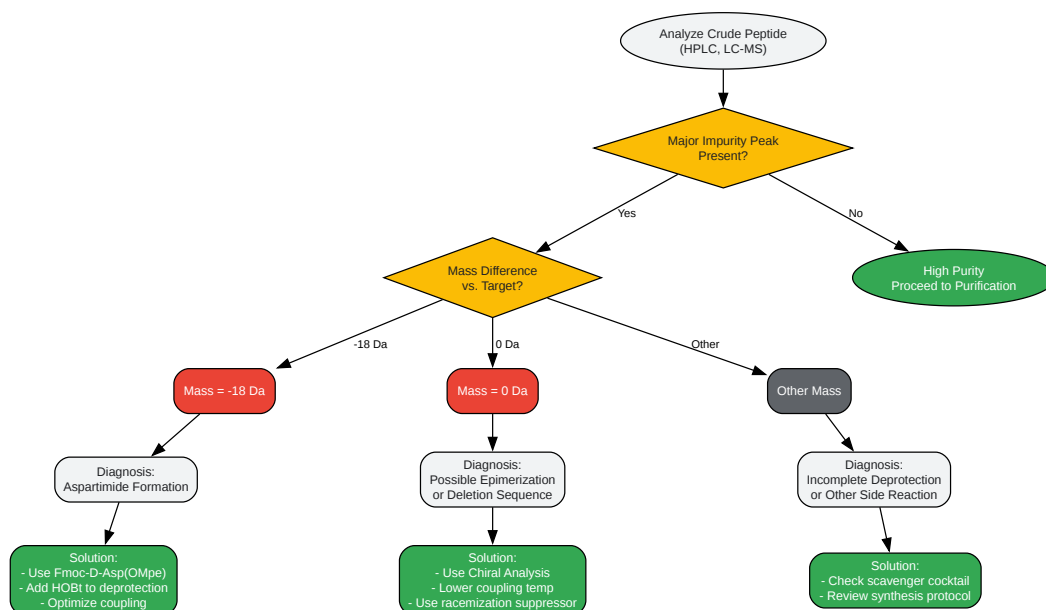 Analyze Crude Peptide
(HPLC, LC-MS)
Major Impurity Peak
Present?
Yes
No
Mass Difference
vs. Target?
High Purity
Proceed to Purification
-18 Da
0 Da
Other
Mass = -18 Da
Mass = 0 Da
Other Mass
Diagnosis:
Aspartimide Formation
Diagnosis:
Possible Epimerization
or Deletion Sequence
Diagnosis:
Incomplete Deprotection
or Other Side Reaction
Solution:
- Use Fmoc-D-Asp(OMpe)
- Add HOBt to deprotection
- Optimize coupling
Solution:
- Use Chiral Analysis
- Lower coupling temp
- Use racemization suppressor
Solution:
- Check scavenger cocktail
- Review synthesis protocol